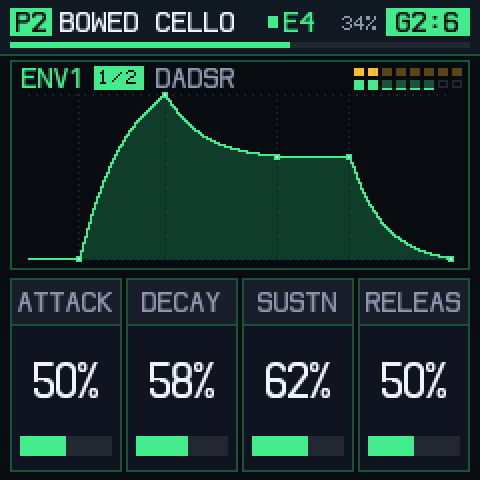 P2 BOWED CELLO E4 34% G2:6
ENV1 1/2 DADSR
ATTACK DECAY SUSTN RELEAS
50% 58% 62% 50%